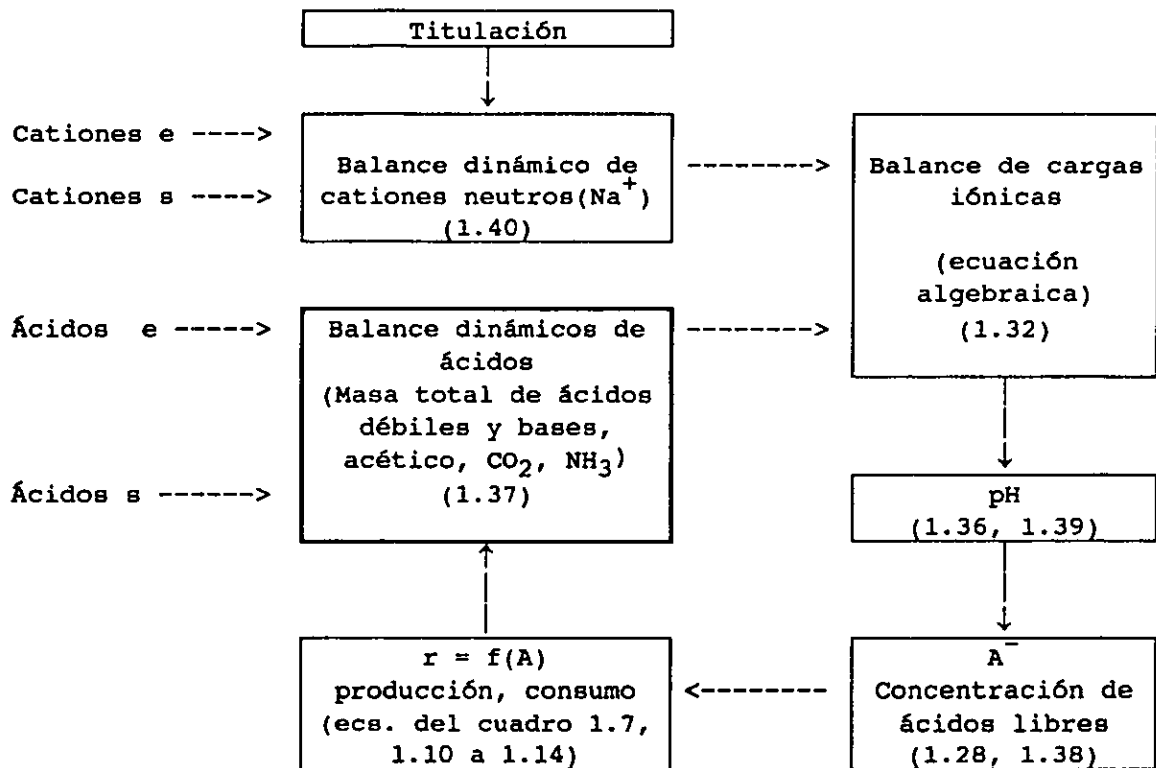 Titulación
Cationes e ---->
Cationes s ---->
Balance dinámico de
cationes neutros(Na⁺)
(1.40)
-------->
Balance de cargas
iónicas
(ecuación
algebraica)
(1.32)
Ácidos e ----->
Ácidos s ------>
Balance dinámicos de
ácidos
(Masa total de ácidos
débiles y bases,
acético, CO₂, NH₃)
(1.37)
-------->
pH
(1.36, 1.39)
r = f(A)
producción, consumo
(ecs. del cuadro 1.7,
1.10 a 1.14)
<--------
A⁻
Concentración de
ácidos libres
(1.28, 1.38)